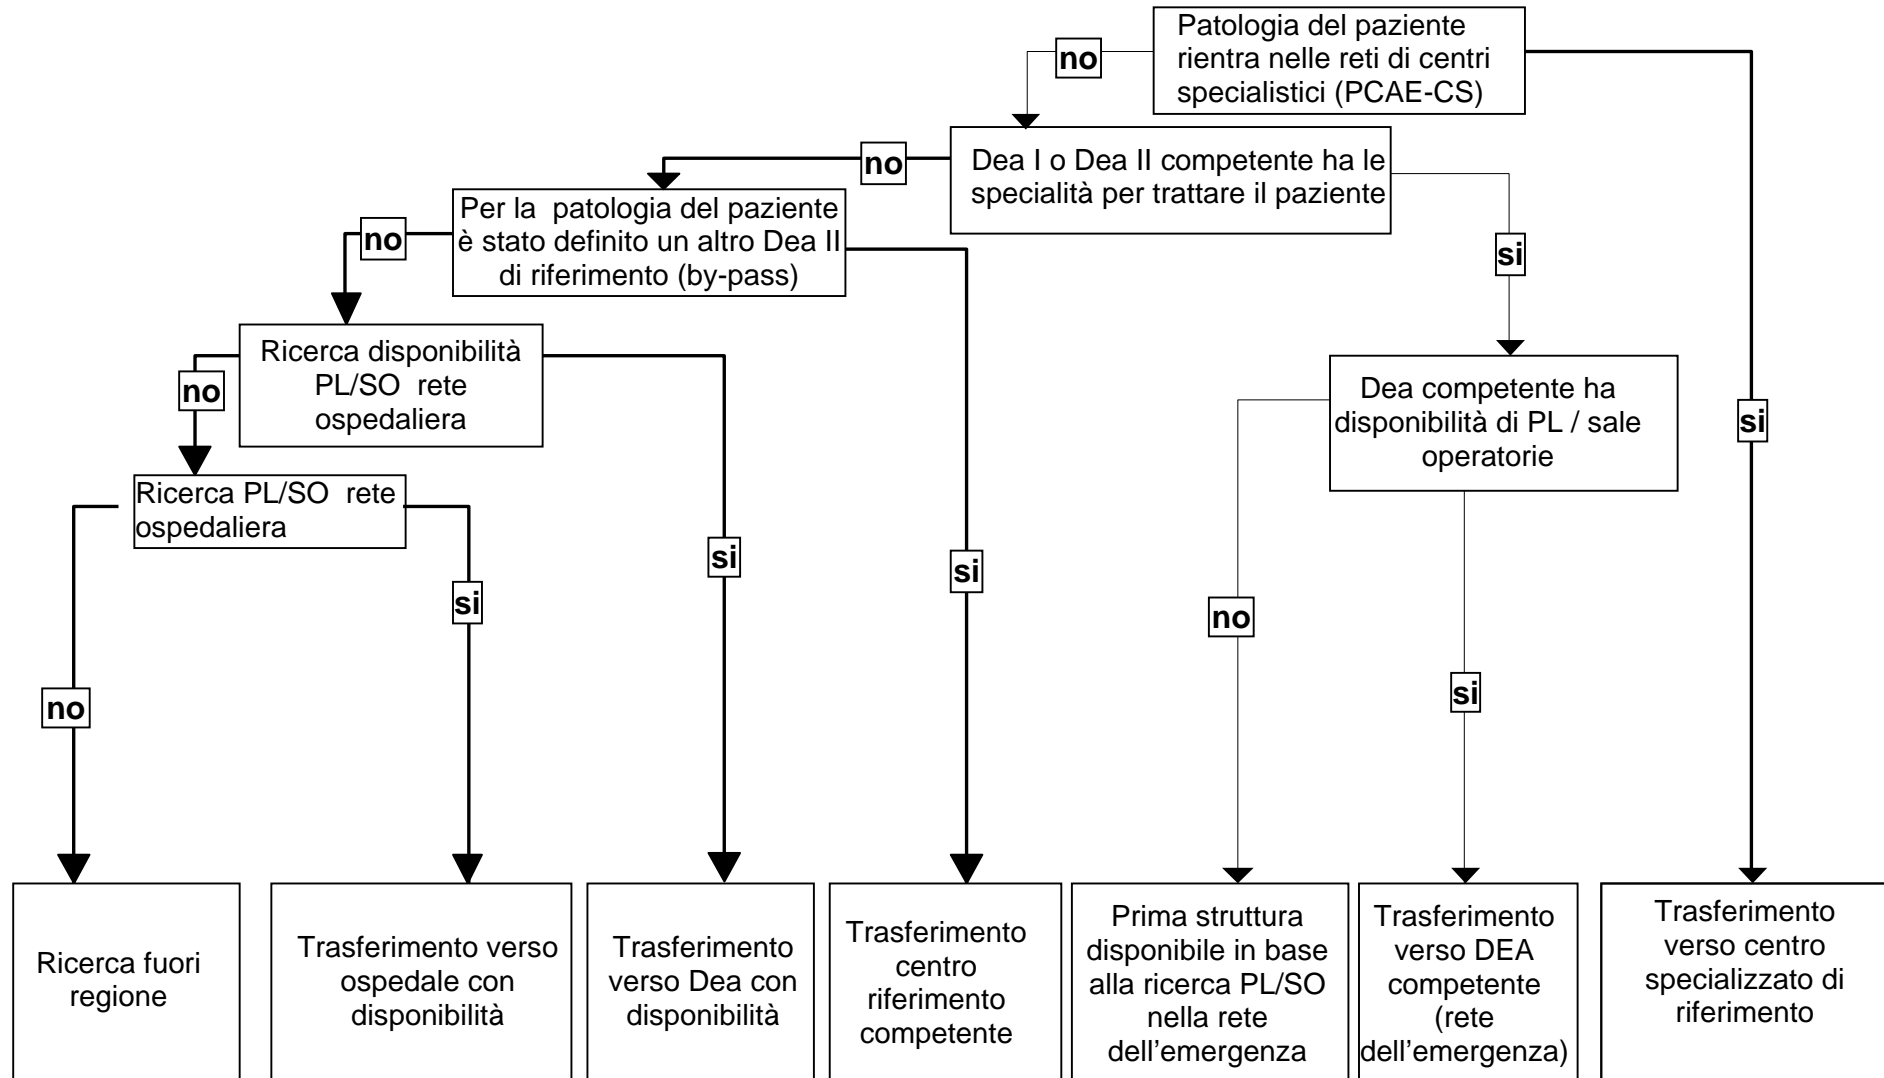 Patologia del paziente
rientra nelle reti di centri
specialistici (PCAE-CS)
no
Dea I o Dea II competente ha le
specialità per trattare il paziente
no
Per la patologia del paziente
è stato definito un altro Dea II
di riferimento (by-pass)
no
si
Ricerca disponibilità
PL/SO rete
ospedaliera
no
Dea competente ha
disponibilità di PL / sale
operatorie
si
Ricerca PL/SO rete
ospedaliera
si
si
si
no
no
si
Ricerca fuori
regione
Trasferimento verso
ospedale con
disponibilità
Trasferimento
verso Dea con
disponibilità
Trasferimento
centro
riferimento
competente
Prima struttura
disponibile in base
alla ricerca PL/SO
nella rete
dell'emergenza
Trasferimento
verso DEA
competente
(rete
dell'emergenza)
Trasferimento
verso centro
specializzato di
riferimento